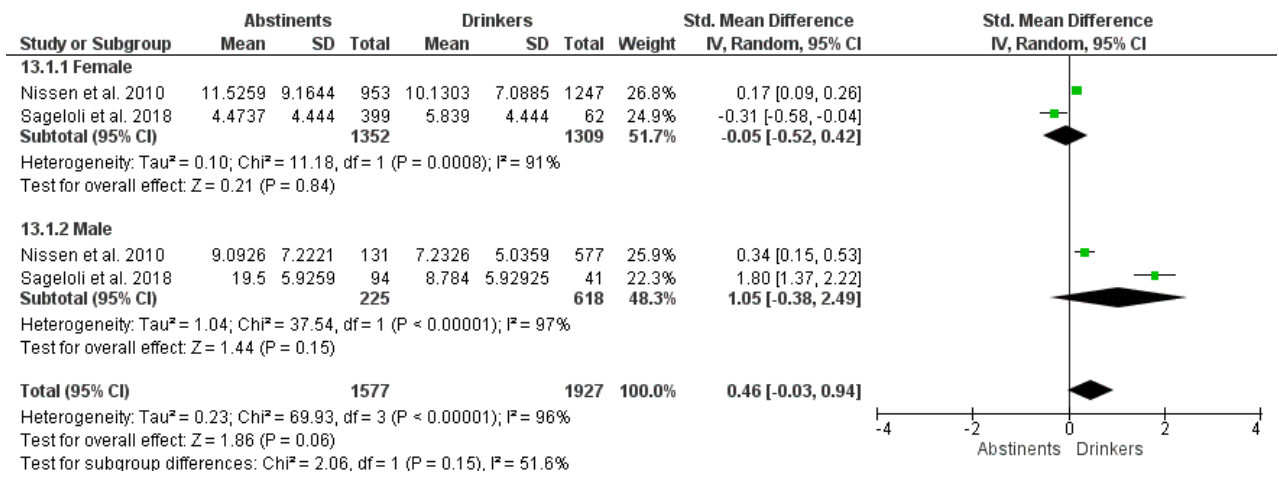 Abstinents Drinkers Std. Mean Difference Std. Mean Difference
Study or Subgroup Mean SD Total Mean SD Total Weight IV, Random, 95% CI IV, Random, 95% CI
13.1.1 Female
Nissen et al. 2010 11.5259 9.1644 953 10.1303 7.0885 1247 26.8% 0.17 [0.09, 0.26]
Sageloli et al. 2018 4.4737 4.444 399 5.839 4.444 62 24.9% -0.31 [-0.58, -0.04]
Subtotal (95% CI) 1352 1309 51.7% -0.05 [-0.52, 0.42]
Heterogeneity: Tau² = 0.10; Chi² = 11.18, df = 1 (P = 0.0008); I² = 91%
Test for overall effect: Z = 0.21 (P = 0.84)
13.1.2 Male
Nissen et al. 2010 9.0926 7.2221 131 7.2326 5.0359 577 25.9% 0.34 [0.15, 0.53]
Sageloli et al. 2018 19.5 5.9259 94 8.784 5.92925 41 22.3% 1.80 [1.37, 2.22]
Subtotal (95% CI) 225 618 48.3% 1.05 [-0.38, 2.49]
Heterogeneity: Tau² = 1.04; Chi² = 37.54, df = 1 (P < 0.00001); I² = 97%
Test for overall effect: Z = 1.44 (P = 0.15)
Total (95% CI) 1577 1927 100.0% 0.46 [-0.03, 0.94]
Heterogeneity: Tau² = 0.23; Chi² = 69.93, df = 3 (P < 0.00001); I² = 96%
Test for overall effect: Z = 1.86 (P = 0.06)
Test for subgroup differences: Chi² = 2.06, df = 1 (P = 0.15), I² = 51.6%
-4 -2 0 2 4
Abstinents Drinkers